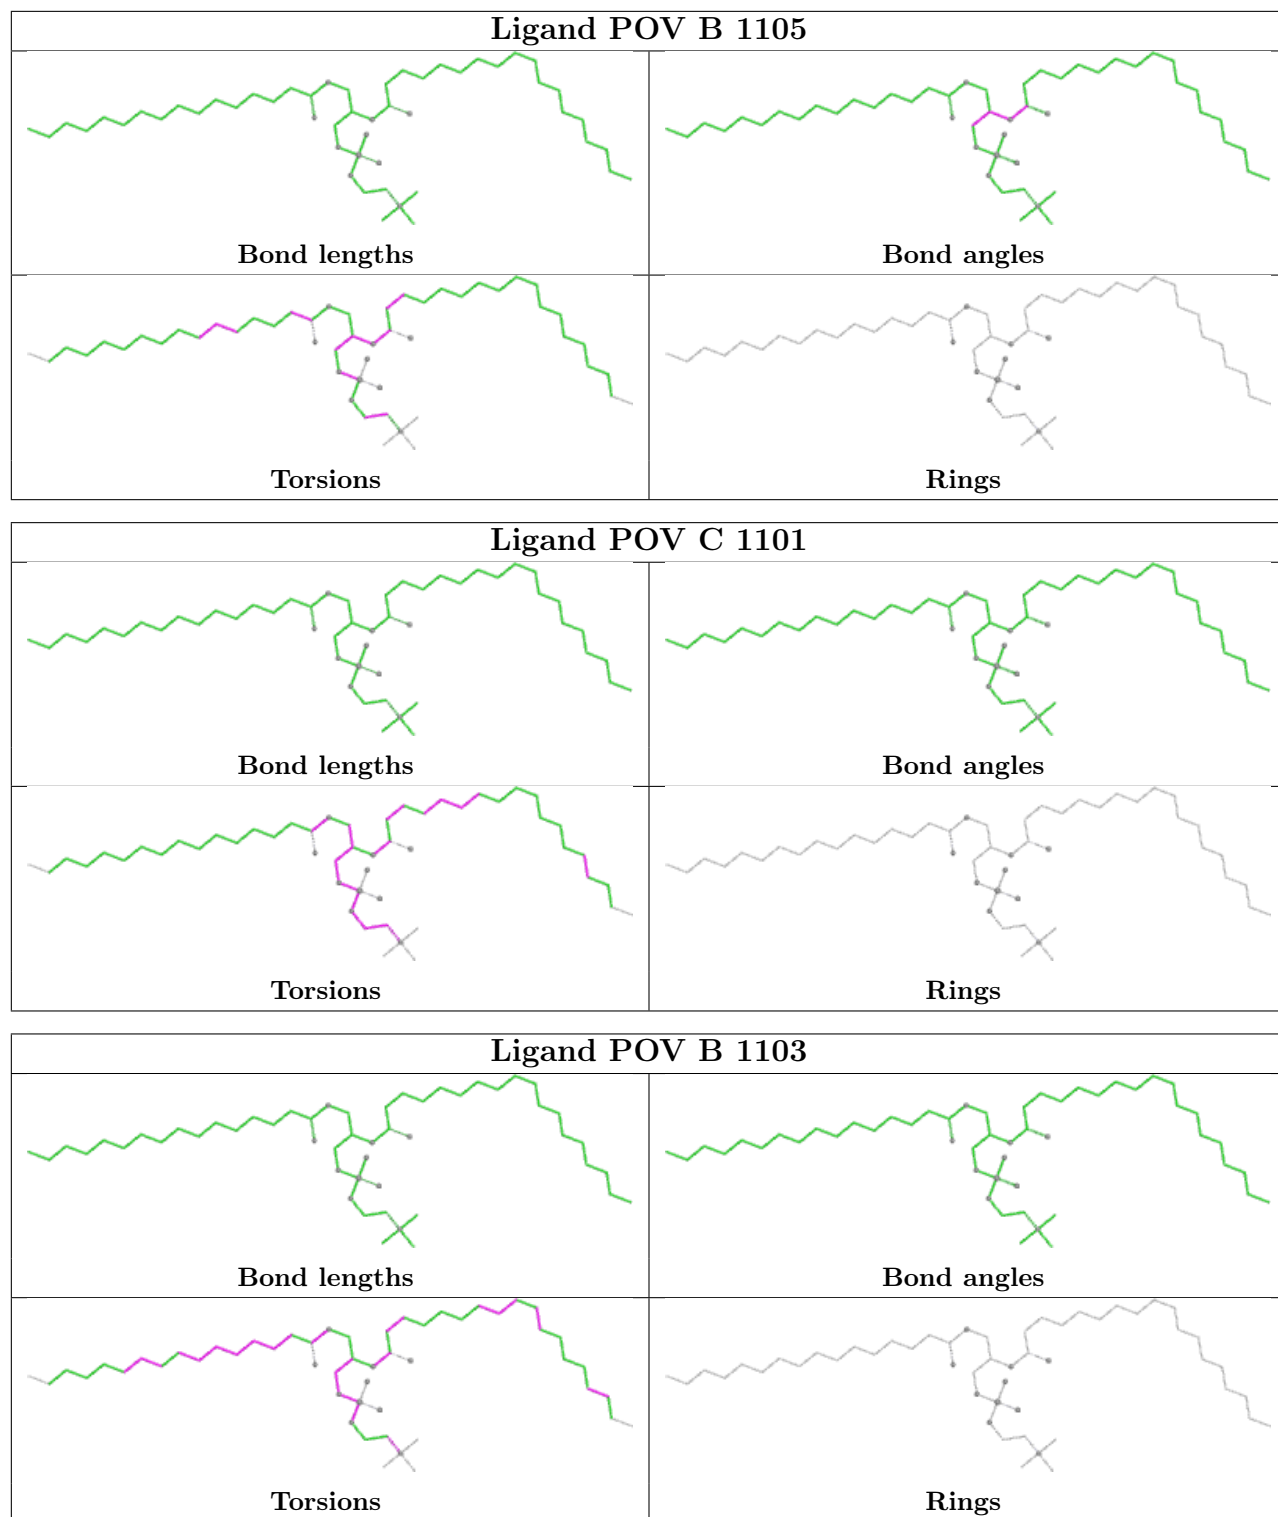 Ligand POV B 1105
Bond lengths
Bond angles
Torsions
Rings
Ligand POV C 1101
Bond lengths
Bond angles
Torsions
Rings
Ligand POV B 1103
Bond lengths
Bond angles
Torsions
Rings